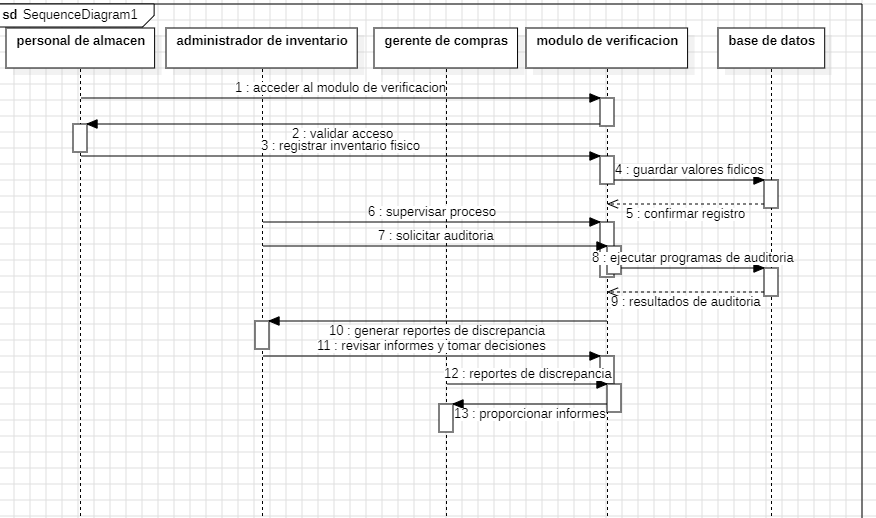 sd SequenceDiagram1
personal de almacen
administrador de inventario
gerente de compras
modulo de verificacion
base de datos
1 : acceder al modulo de verificacion
2 : validar acceso
3 : registrar inventario fisico
4 : guardar valores fidicos
5 : confirmar registro
6 : supervisar proceso
7 : solicitar auditoria
8 : ejecutar programas de auditoria
9 : resultados de auditoria
10 : generar reportes de discrepancia
11 : revisar informes y tomar decisiones
12 : reportes de discrepancia
13 : proporcionar informes